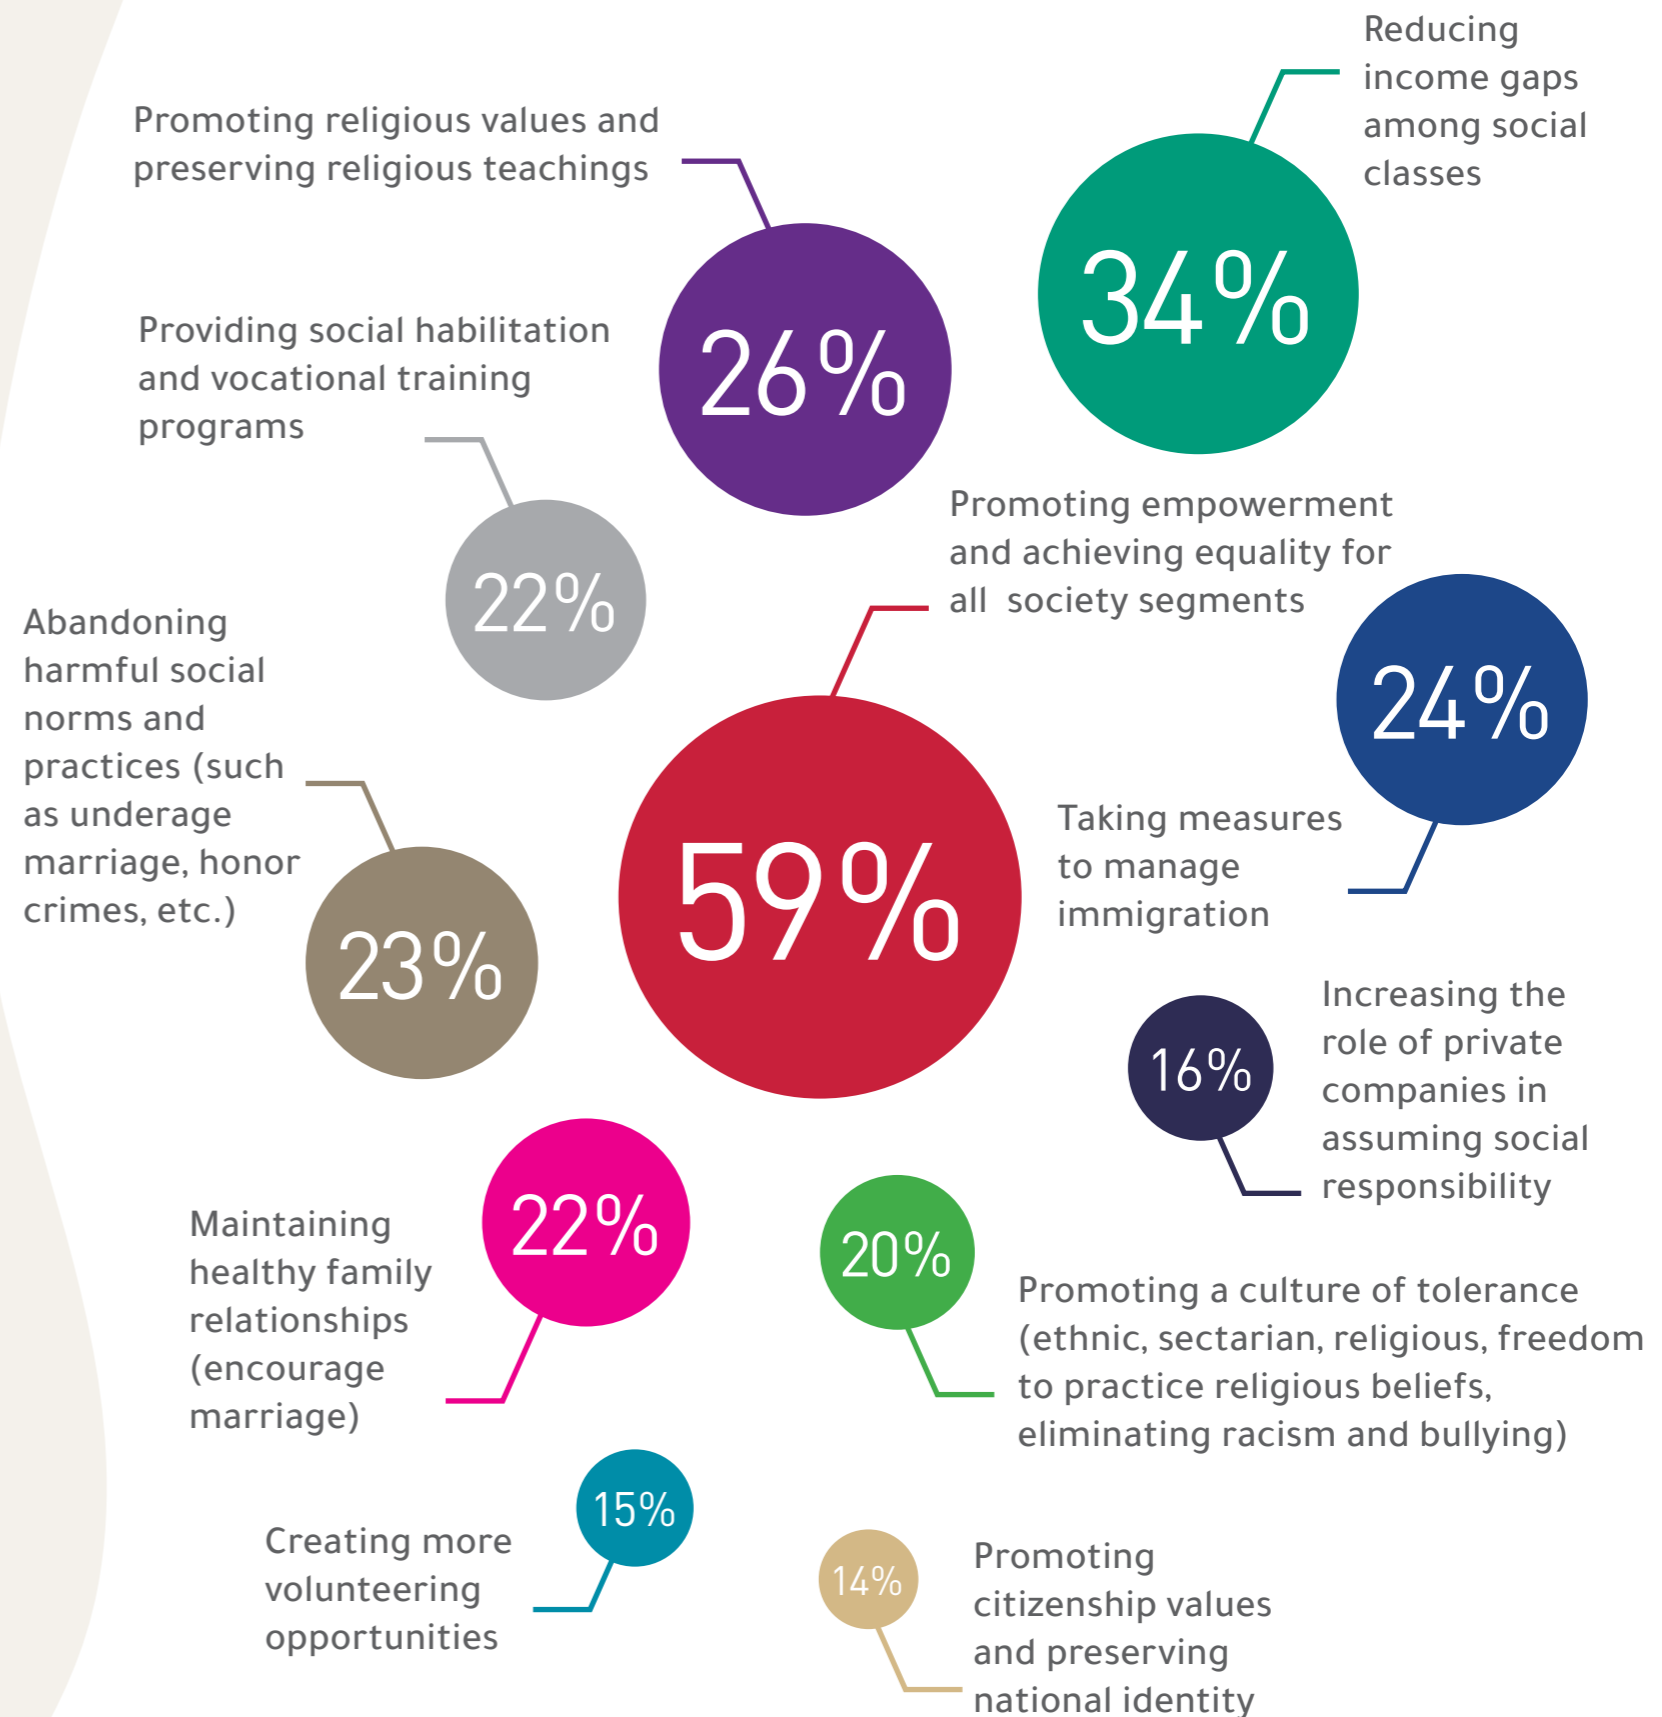 Reducing
income gaps
among social
classes
34%
Promoting religious values and
preserving religious teachings
26%
Providing social habilitation
and vocational training
programs
22%
Promoting empowerment
and achieving equality for
all society segments
59%
24%
Taking measures
to manage
immigration
Abandoning
harmful social
norms and
practices (such
as underage
marriage, honor
crimes, etc.)
23%
16%
Increasing the
role of private
companies in
assuming social
responsibility
22%
Maintaining
healthy family
relationships
(encourage
marriage)
20%
Promoting a culture of tolerance
(ethnic, sectarian, religious, freedom
to practice religious beliefs,
eliminating racism and bullying)
15%
Creating more
volunteering
opportunities
14%
Promoting
citizenship values
and preserving
national identity